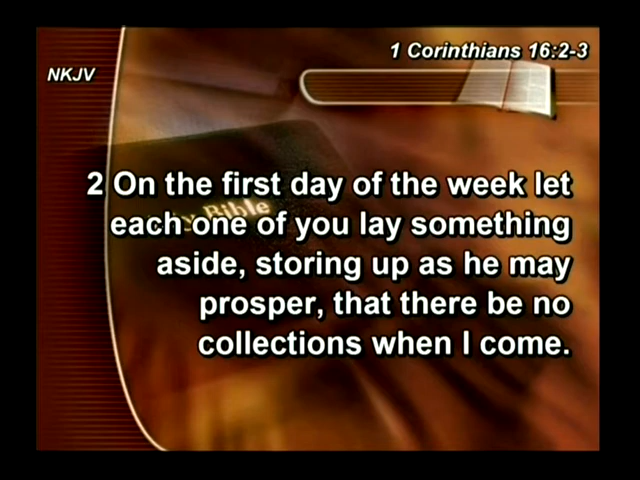 1 Corinthians 16:2-3
NKJV
2 On the first day of the week let
each one of you lay something
aside, storing up as he may
prosper, that there be no
collections when I come.
Bible